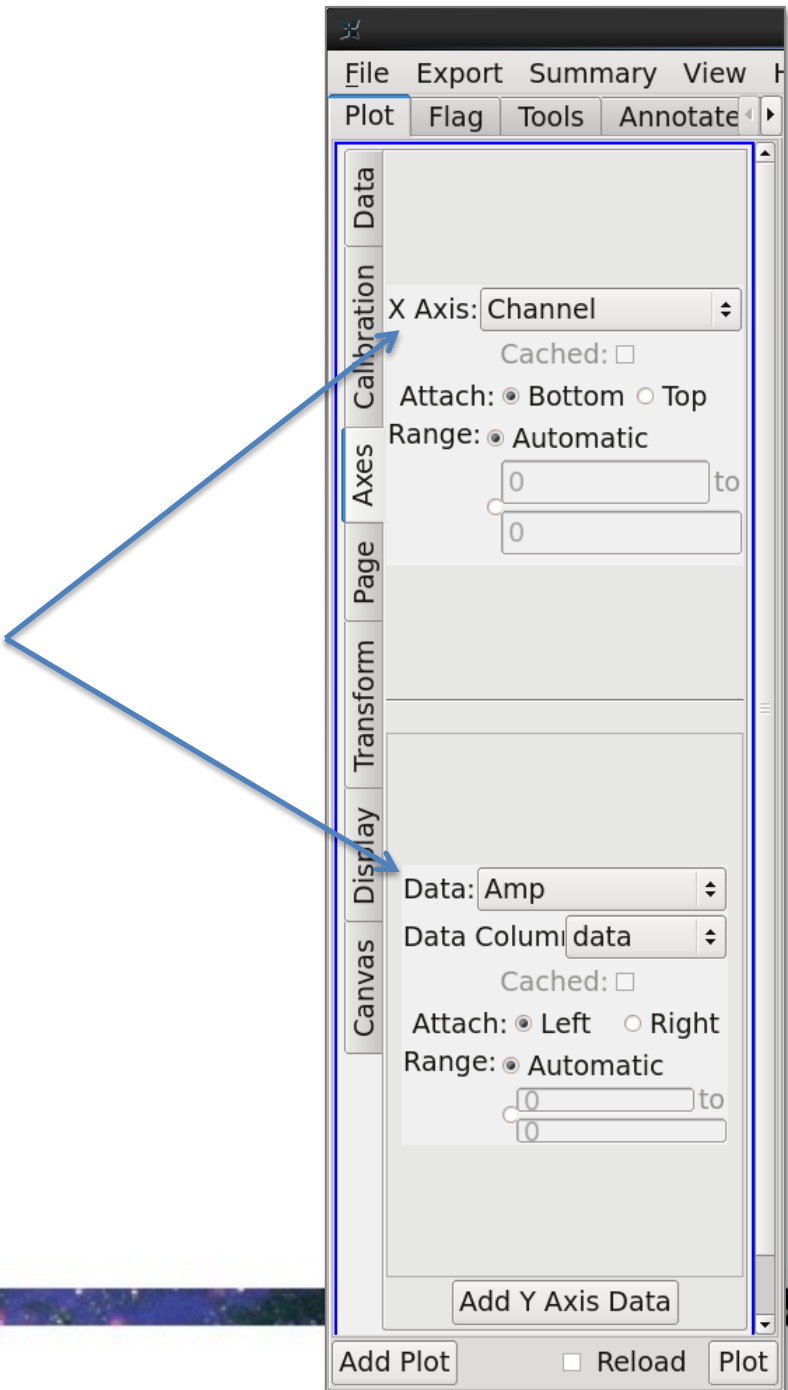 File Export Summary View
Plot Flag Tools Annotate
Data
Calibration
Axes
Page
Transform
Display
Canvas
X Axis: Channel
Cached:
Attach: Bottom Top
Range: Automatic
0 to
0
Data: Amp
Data Colum data
Cached:
Attach: Left Right
Range: Automatic
0 to
0
Add Y Axis Data
Add Plot Reload Plot